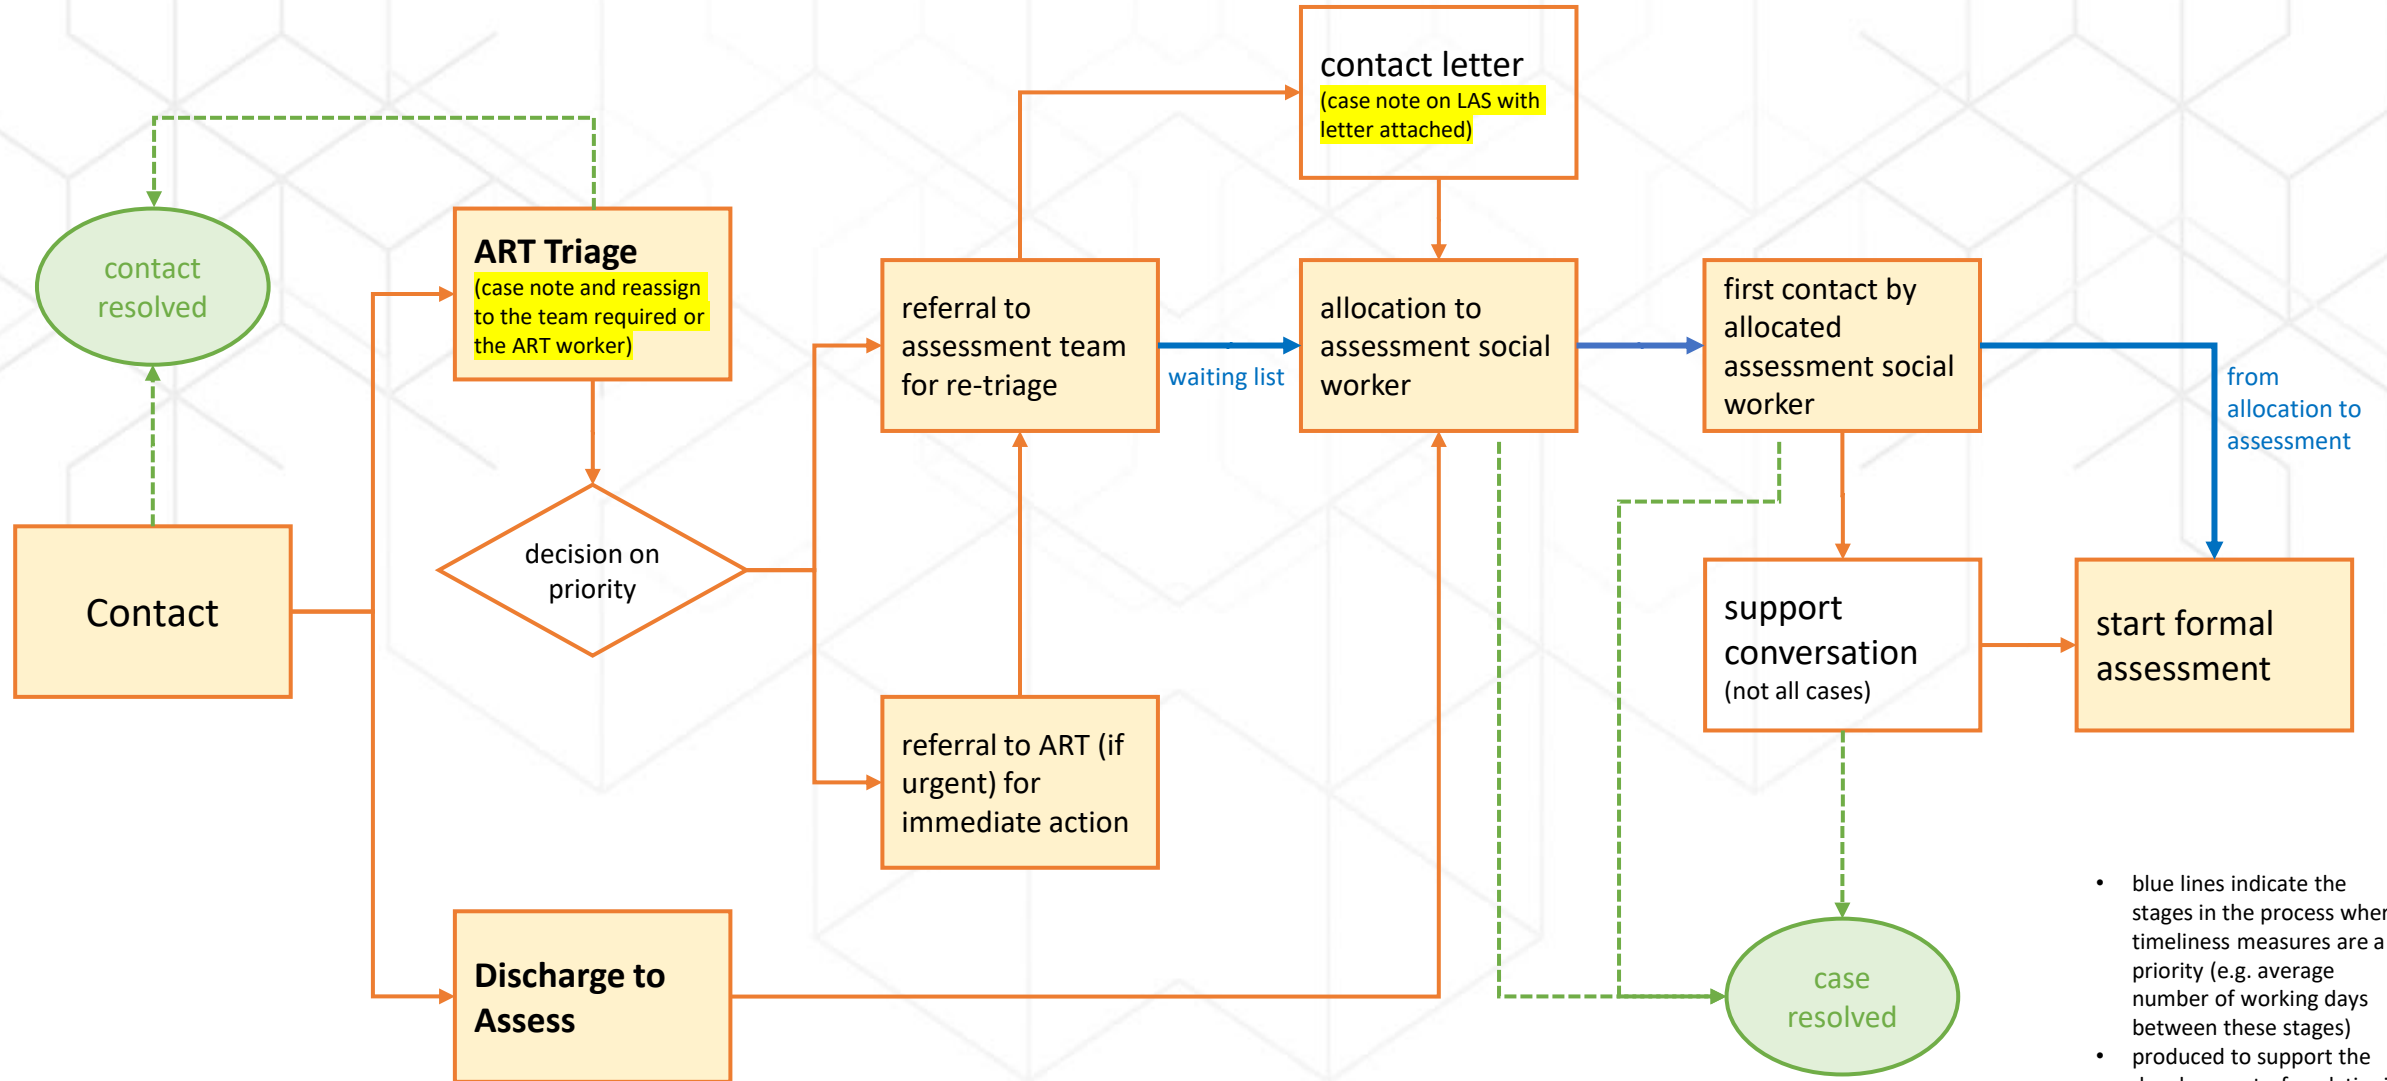 contact letter
(case note on LAS with
letter attached)
contact
resolved
ART Triage
(case note and reassign
to the team required or
the ART worker)
referral to
assessment team
for re-triage
waiting list
allocation to
assessment social
worker
first contact by
allocated
assessment social
worker
from
allocation to
assessment
decision on
priority
Contact
support
conversation
(not all cases)
start formal
assessment
referral to ART (if
urgent) for
immediate action
Discharge to
Assess
case
resolved
• blue lines indicate the
stages in the process wher
timeliness measures are a
priority (e.g. average
number of working days
between these stages)
• produced to support the